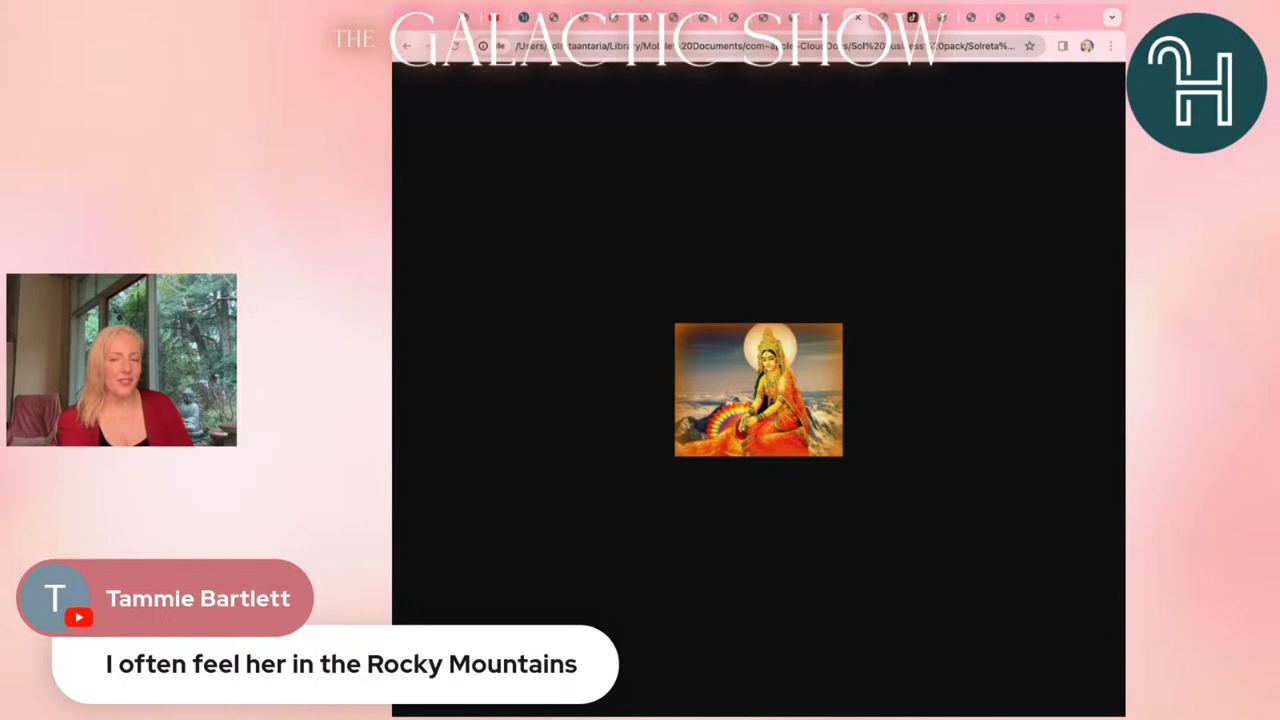 THE GALACTIC SHOW
H
T
Tammie Bartlett
I often feel her in the Rocky Mountains